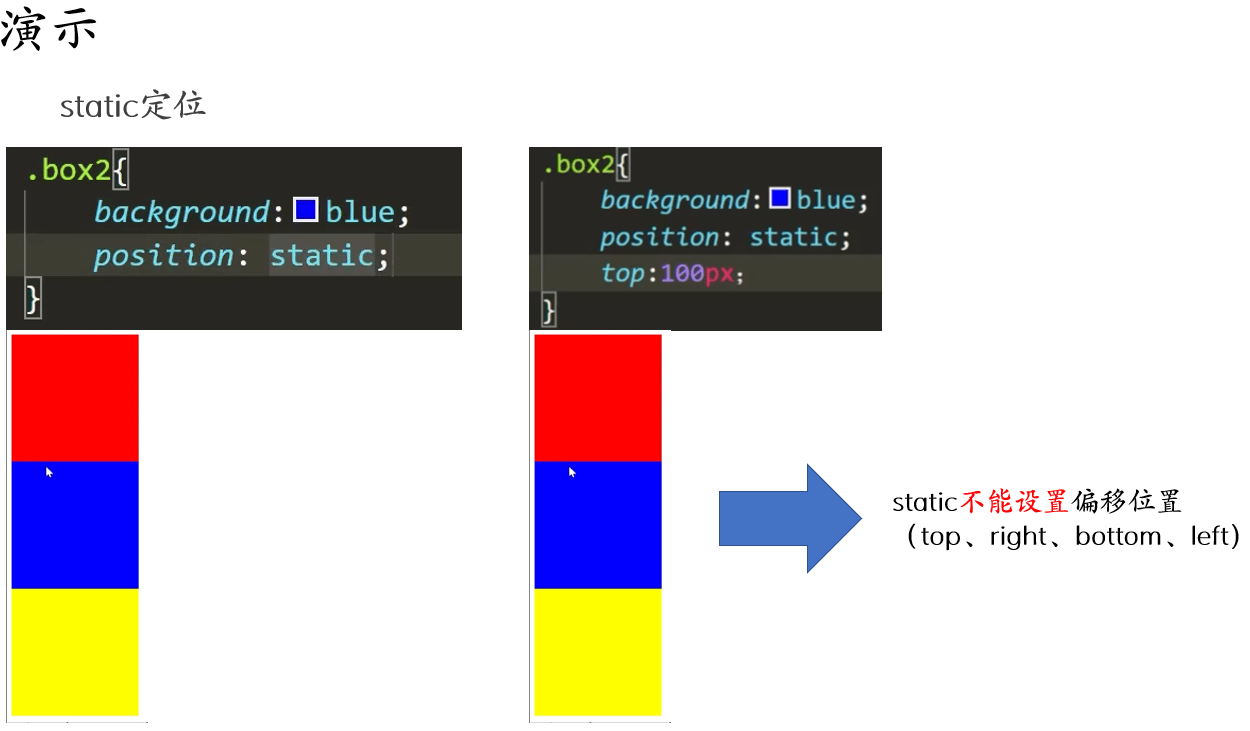 演示
static定位
.box2{
background:blue;
position: static;
}
.box2{
background:blue;
position: static;
top:100px;
}
static不能设置偏移位置
（top、right、bottom、left)